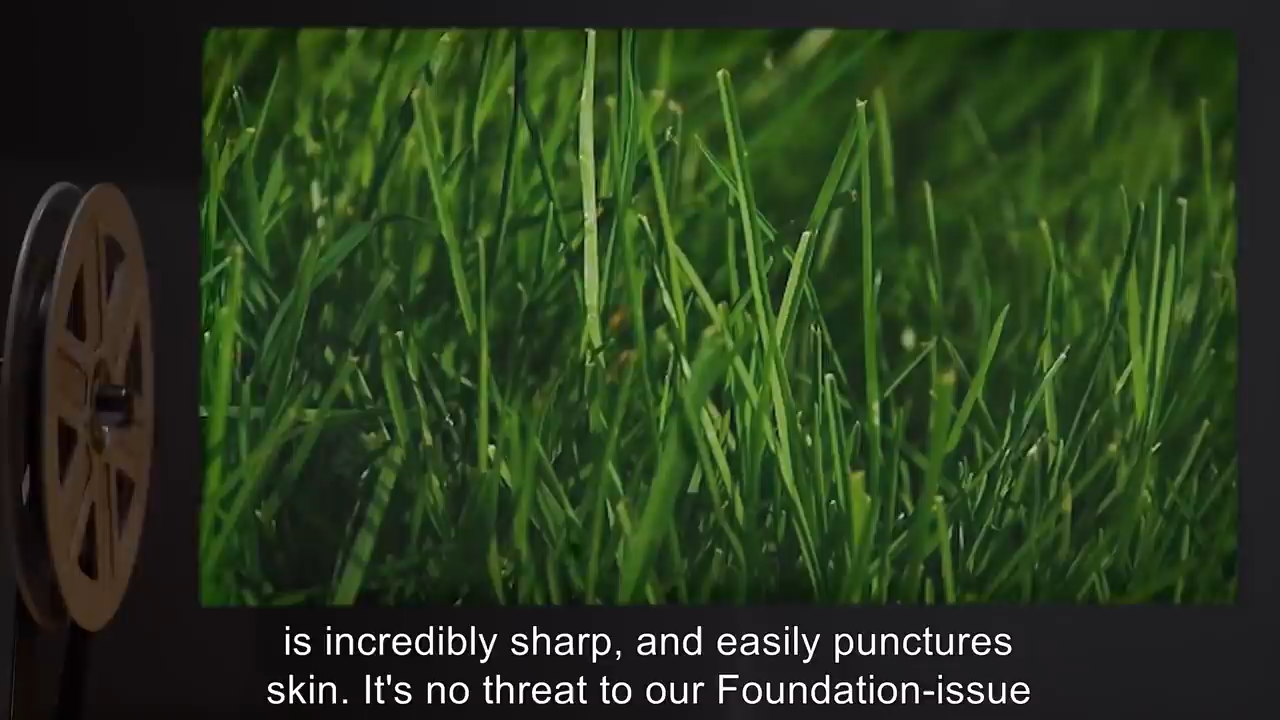 is incredibly sharp, and easily punctures
skin. It's no threat to our Foundation-issue